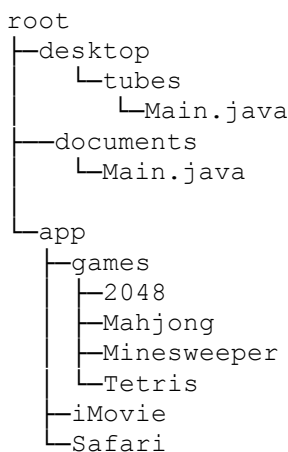 root
desktop
tubes
Main.java
documents
Main.java
app
games
2048
Mahjong
Minesweeper
Tetris
iMovie
Safari